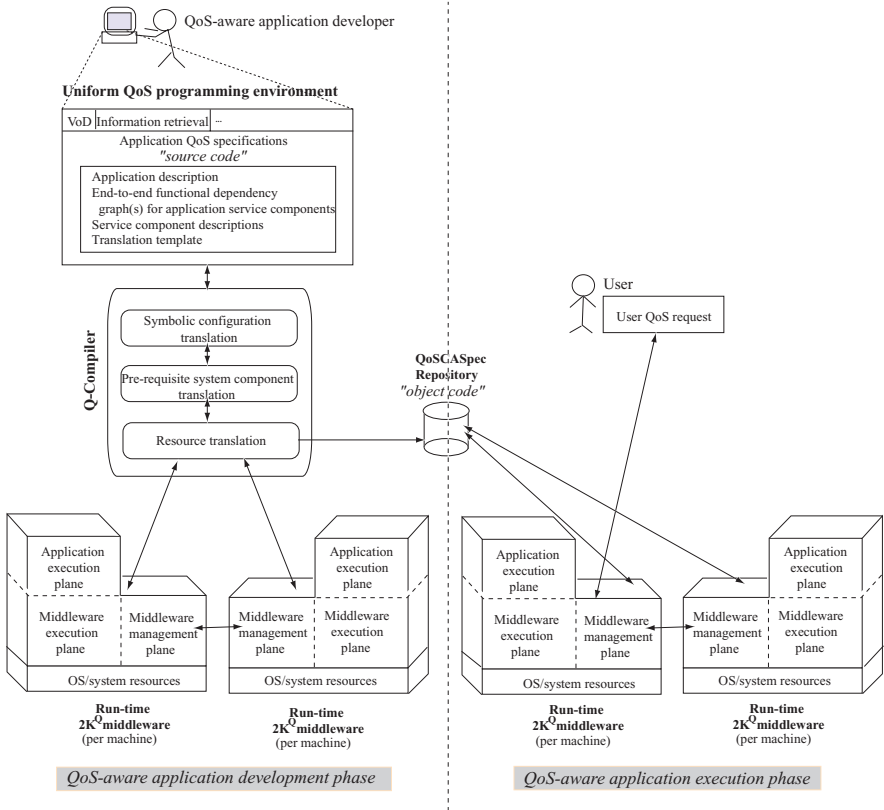 QoS-aware application developer
Uniform QoS programming environment
VoD Information retrieval ...
Application QoS specifications
"source code"
Application description
End-to-end functional dependency
graph(s) for application service components
Service component descriptions
Translation template
Q-Compiler
Symbolic configuration
translation
Pre-requisite system component
translation
Resource translation
QoSCASpec
Repository
"object code"
User
User QoS request
Application
execution
plane
Middleware
execution
plane
Middleware
management
plane
OS/system resources
Run-time
2K^Q middleware
(per machine)
Application
execution
plane
Middleware
management
plane
Middleware
execution
plane
OS/system resources
Run-time
2K^Q middleware
(per machine)
QoS-aware application development phase
Application
execution
plane
Middleware
execution
plane
Middleware
management
plane
OS/system resources
Run-time
2K^Q middleware
(per machine)
Application
execution
plane
Middleware
management
plane
Middleware
execution
plane
OS/system resources
Run-time
2K^Q middleware
(per machine)
QoS-aware application execution phase